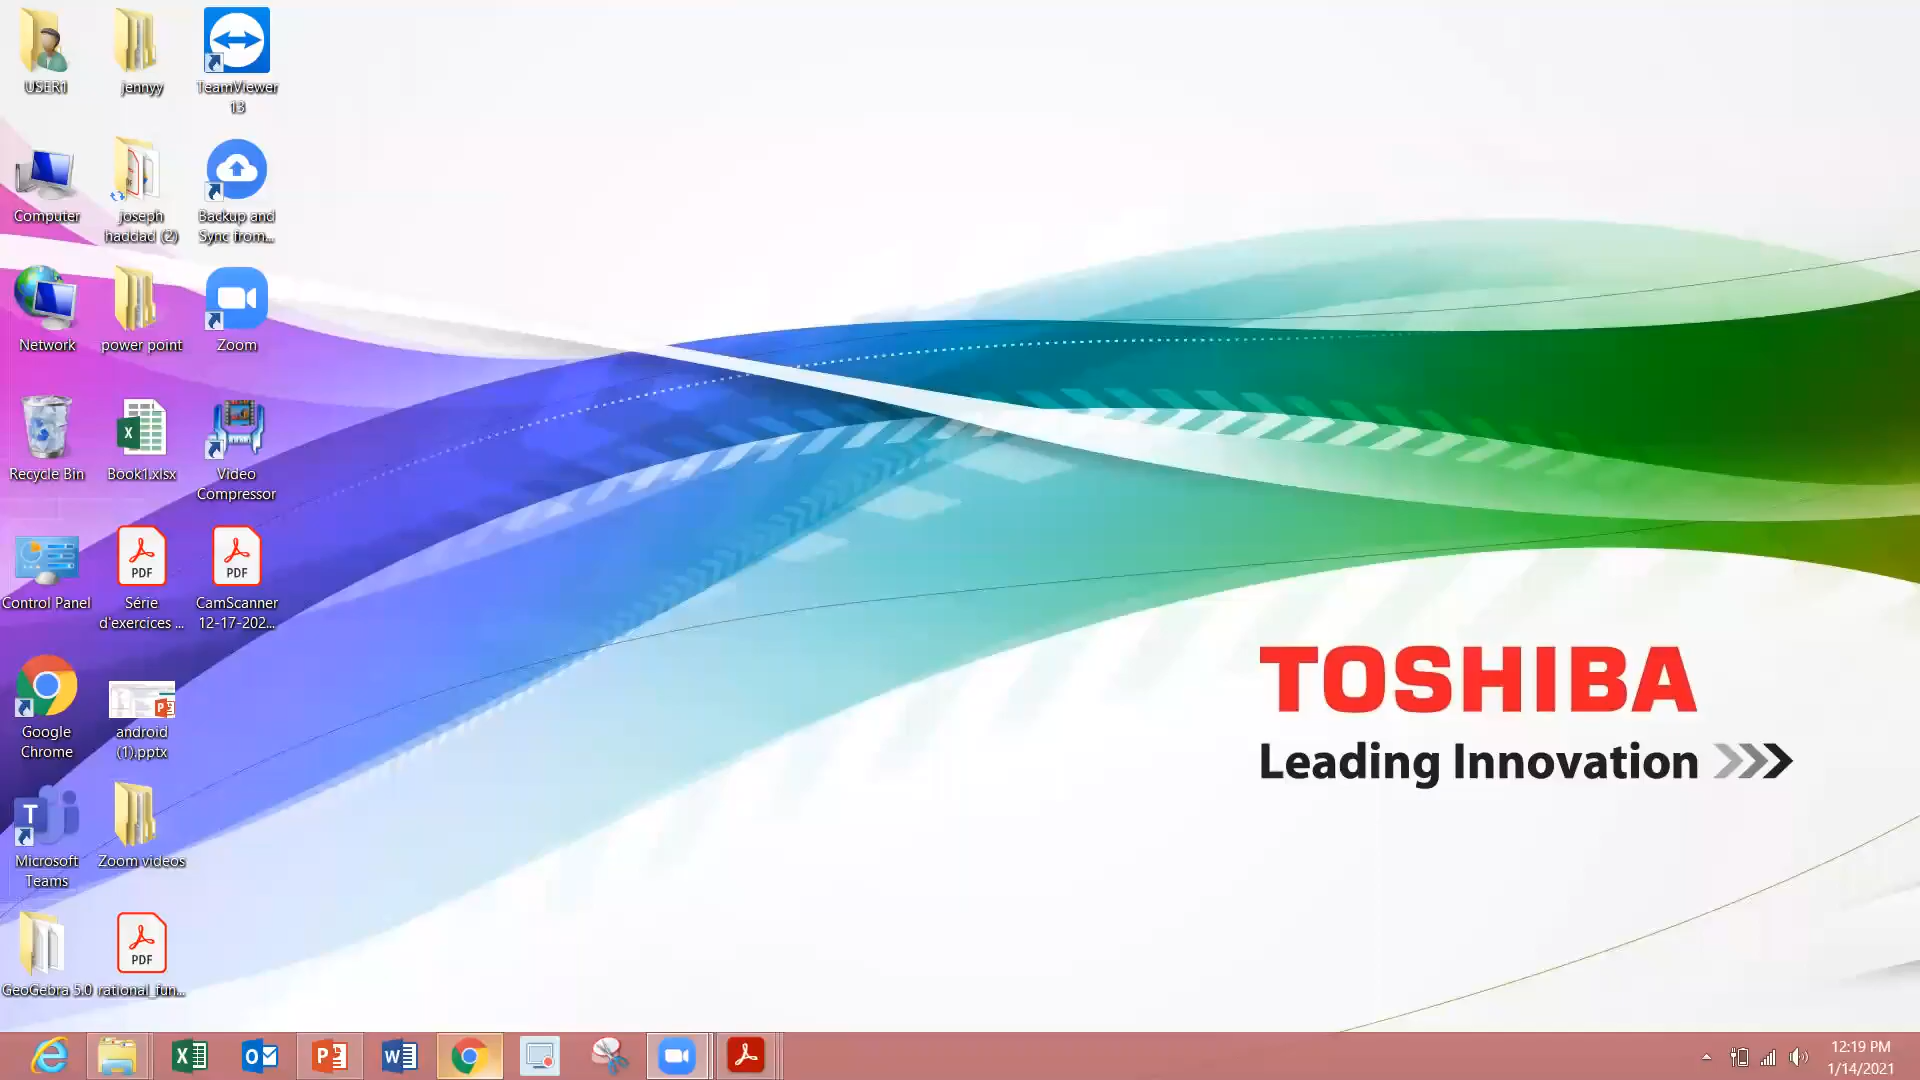 USER1
jennyy
TeamViewer
13
Computer
joseph
haddad (2)
Backup and
Sync from...
Network
power point
Zoom
Recycle Bin
Book1.xlsx
Video
Compressor
Control Panel
Série
d'exercices ...
CamScanner
12-17-202...
PDF
PDF
Google
Chrome
android
(1).pptx
TOSHIBA
Leading Innovation
Microsoft
Teams
Zoom videos
GeoGebra 5.0
PDF
rational_fun...
12:19 PM
1/14/2021